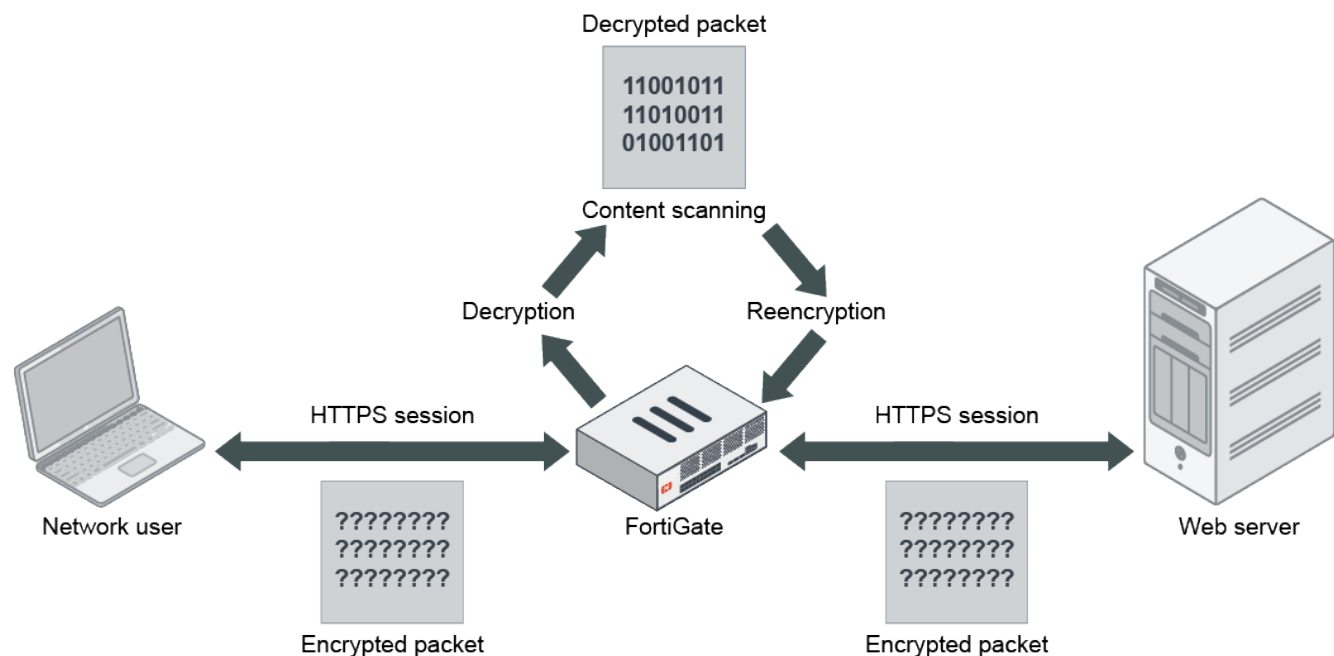 Decrypted packet
11001011
11010011
01001101
Content scanning
Decryption
Reencryption
HTTPS session
HTTPS session
Network user
????????
????????
????????
Encrypted packet
FortiGate
????????
????????
????????
Encrypted packet
Web server